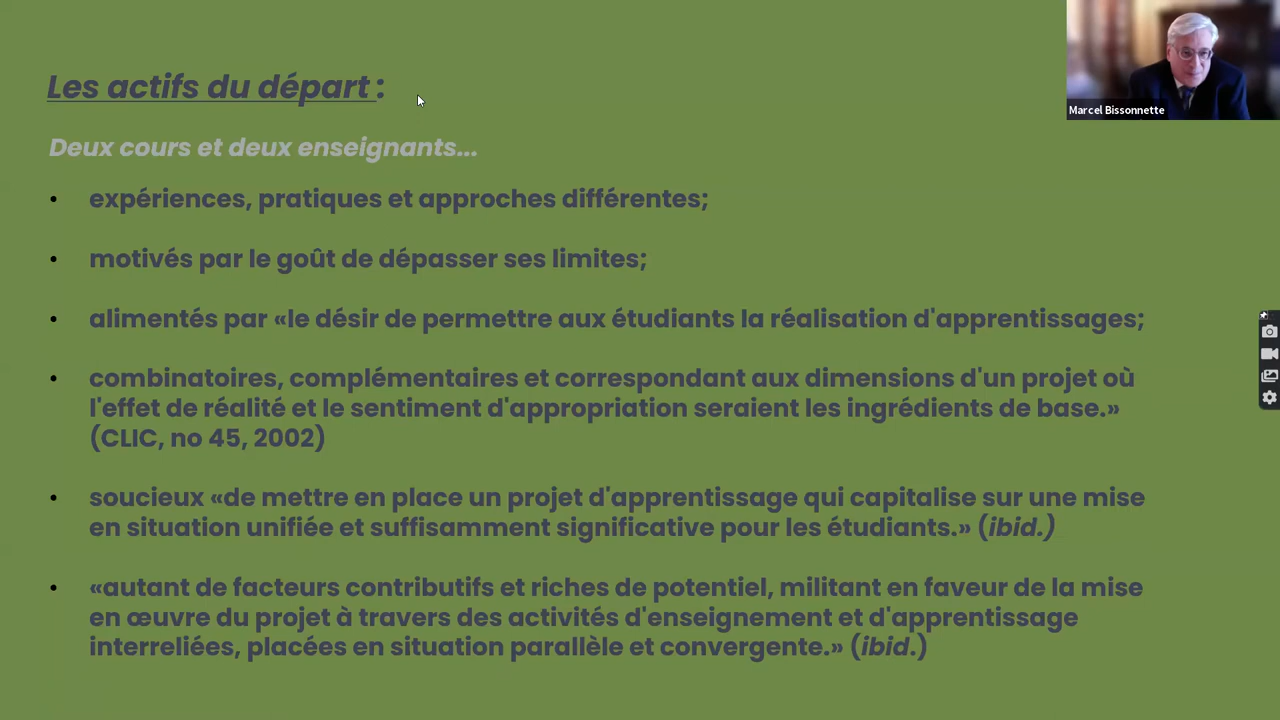 Les actifs du départ :
Marcel Bissonnette
Deux cours et deux enseignants...
• expériences, pratiques et approches différentes;
• motivés par le goût de dépasser ses limites;
• alimentés par «le désir de permettre aux étudiants la réalisation d'apprentissages;
• combinatoires, complémentaires et correspondant aux dimensions d'un projet où
l'effet de réalité et le sentiment d'appropriation seraient les ingrédients de base.»
(CLIC, no 45, 2002)
• soucieux «de mettre en place un projet d'apprentissage qui capitalise sur une mise
en situation unifiée et suffisamment significative pour les étudiants.» (ibid.)
• «autant de facteurs contributifs et riches de potentiel, militant en faveur de la mise
en œuvre du projet à travers des activités d'enseignement et d'apprentissage
interreliées, placées en situation parallèle et convergente.» (ibid.)